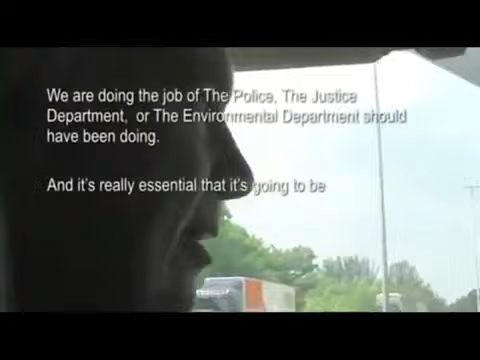 We are doing the job of The Police, The Justice
Department, or The Environmental Department should
have been doing.
And it's really essential that it's going to be